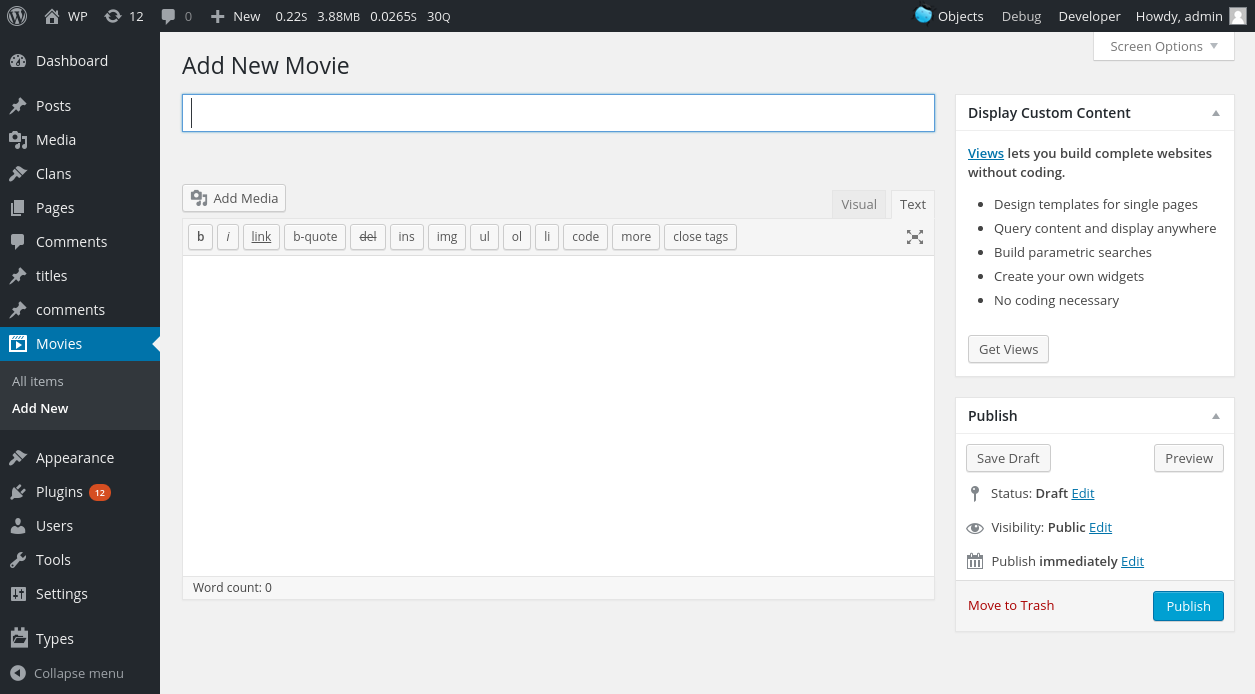 WP 12 0 New 0.22S 3.88MB 0.0265S 30Q Objects Debug Developer Howdy, admin
Dashboard
Posts
Media
Clans
Pages
Comments
titles
comments
Movies
All items
Add New
Appearance
Plugins 12
Users
Tools
Settings
Types
Collapse menu
Screen Options
Add New Movie
Add Media
Visual Text
b i link b-quote del ins img ul ol li code more close tags
Word count: 0
Display Custom Content
Views lets you build complete websites
without coding.
Design templates for single pages
Query content and display anywhere
Build parametric searches
Create your own widgets
No coding necessary
Get Views
Publish
Save Draft Preview
Status: Draft Edit
Visibility: Public Edit
Publish immediately Edit
Move to Trash Publish